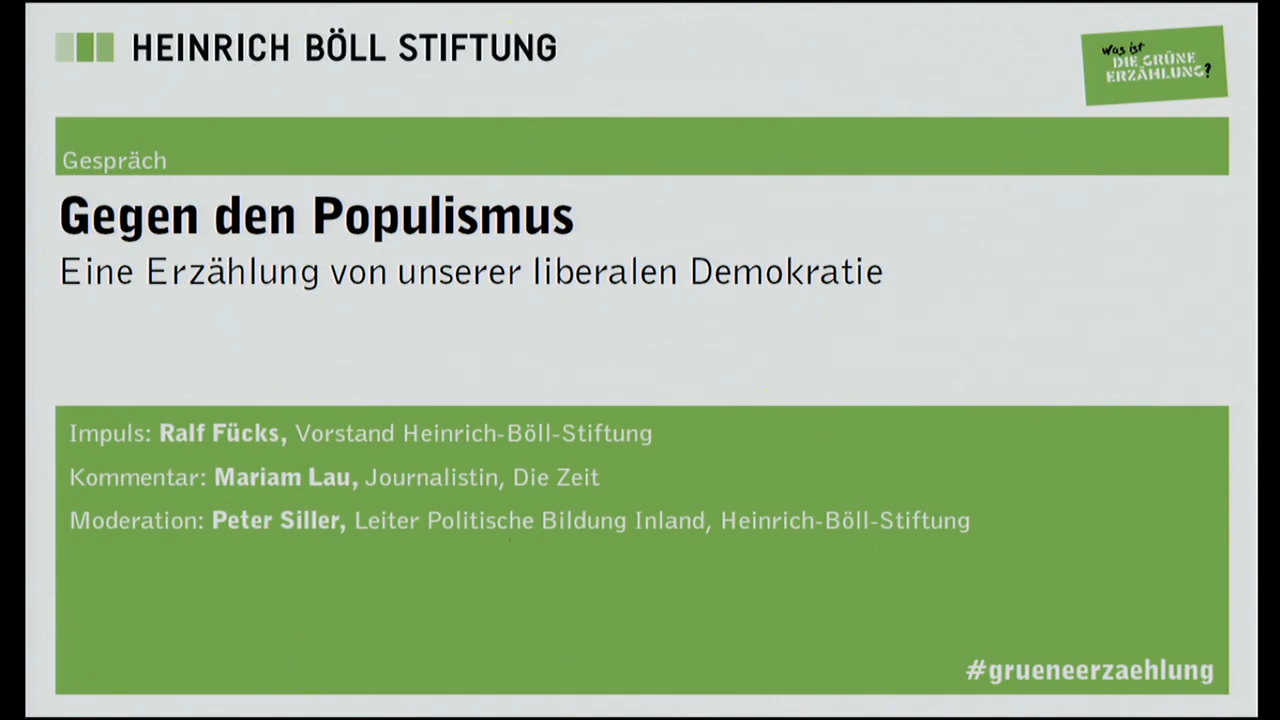 HEINRICH BÖLL STIFTUNG
Was ist
DIE GRÜNE
ERZÄHLUNG?
Gespräch
Gegen den Populismus
Eine Erzählung von unserer liberalen Demokratie
Impuls: Ralf Fücks, Vorstand Heinrich-Böll-Stiftung
Kommentar: Mariam Lau, Journalistin, Die Zeit
Moderation: Peter Siller, Leiter Politische Bildung Inland, Heinrich-Böll-Stiftung
#grueneerzaehlung